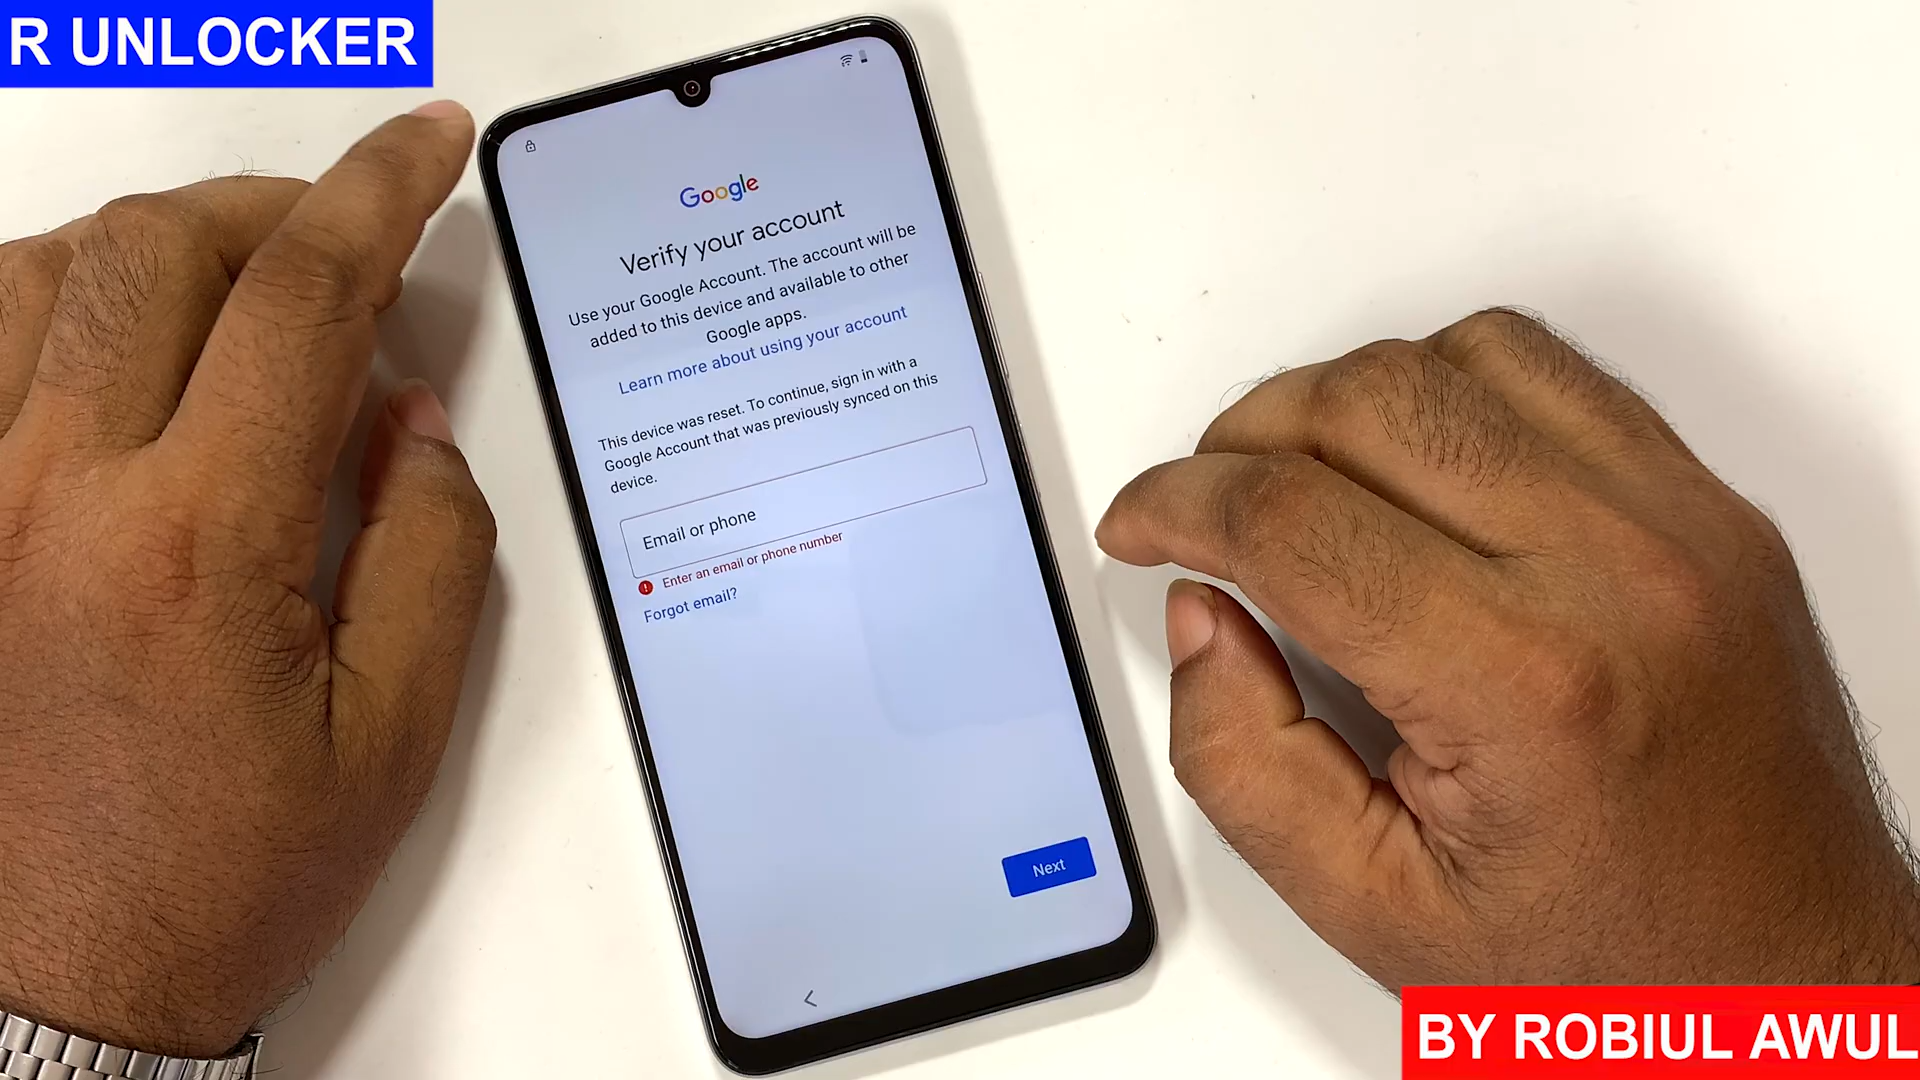 R UNLOCKER
Google
Verify your account
Use your Google Account. The account will be
added to this device and available to other
Google apps.
Learn more about using your account
This device was reset. To continue, sign in with a
Google Account that was previously synced on this
device.
Email or phone
Enter an email or phone number
Forgot email?
Next
BY ROBIUL AWUL